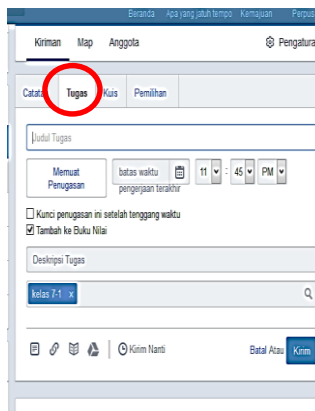 Beranda Apa yang jatuh tempo Kemajuan Perpus
Kiriman Map Anggota Pengatura
Catata Tugas Kuis Pemilihan
Judul Tugas
Memuat Penugasan
batas waktu 11 : 45 PM
pengerjaan terakhir
Kunci penugasan ini setelah tenggang waktu
Tambah ke Buku Nilai
Deskripsi Tugas
kelas 7-1 x
Kirim Nanti Batal Atau Kirim